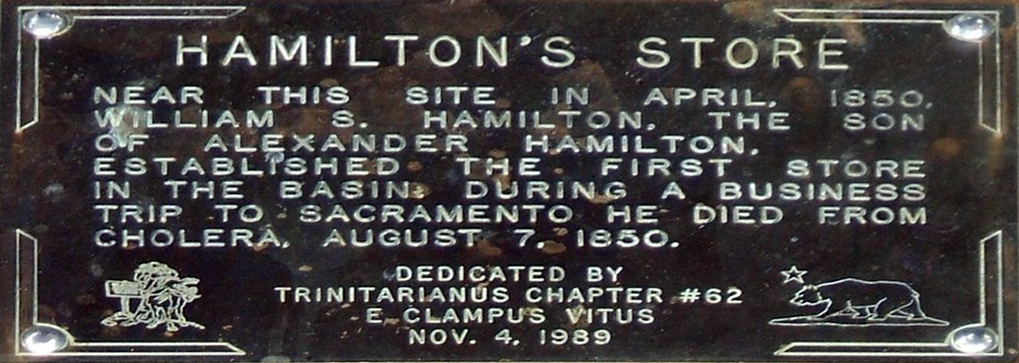 HAMILTON'S STORE
NEAR THIS SITE IN APRIL, 1850,
WILLIAM S. HAMILTON, THE SON
OF ALEXANDER HAMILTON,
ESTABLISHED THE FIRST STORE
IN THE BASIN. DURING A BUSINESS
TRIP TO SACRAMENTO HE DIED FROM
CHOLERA, AUGUST 7, 1850.
DEDICATED BY
TRINITARIANUS CHAPTER #62
E CLAMPUS VITUS
NOV. 4, 1989